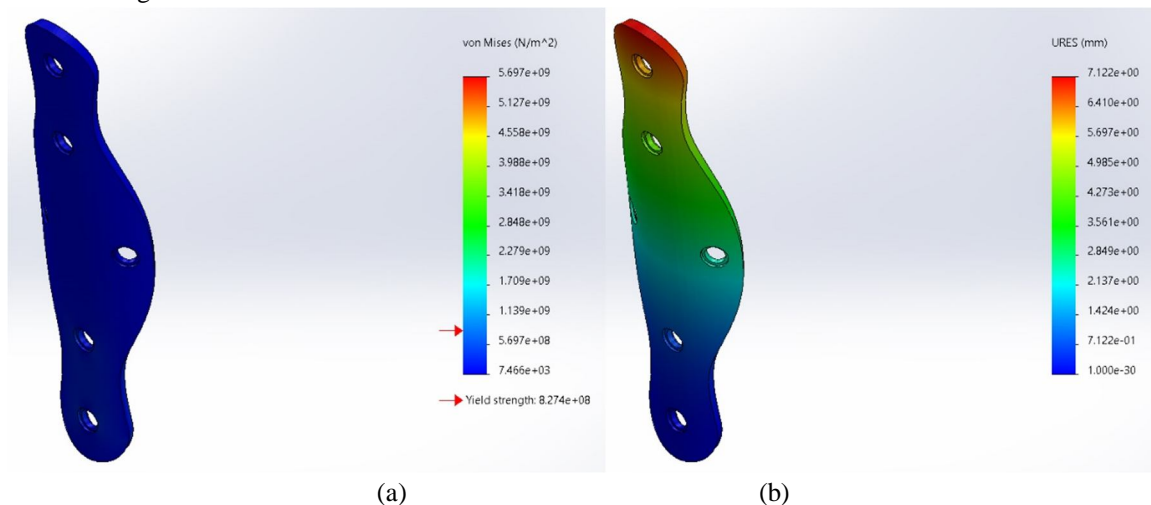 von Mises (N/m^2)
5.697e+09
5.127e+09
4.558e+09
3.988e+09
3.418e+09
2.848e+09
2.279e+09
1.709e+09
1.139e+09
5.697e+08
7.466e+03
Yield strength: 8.274e+08
URES (mm)
7.122e+00
6.410e+00
5.697e+00
4.985e+00
4.273e+00
3.561e+00
2.849e+00
2.137e+00
1.424e+00
7.122e-01
1.000e-30
(a)
(b)